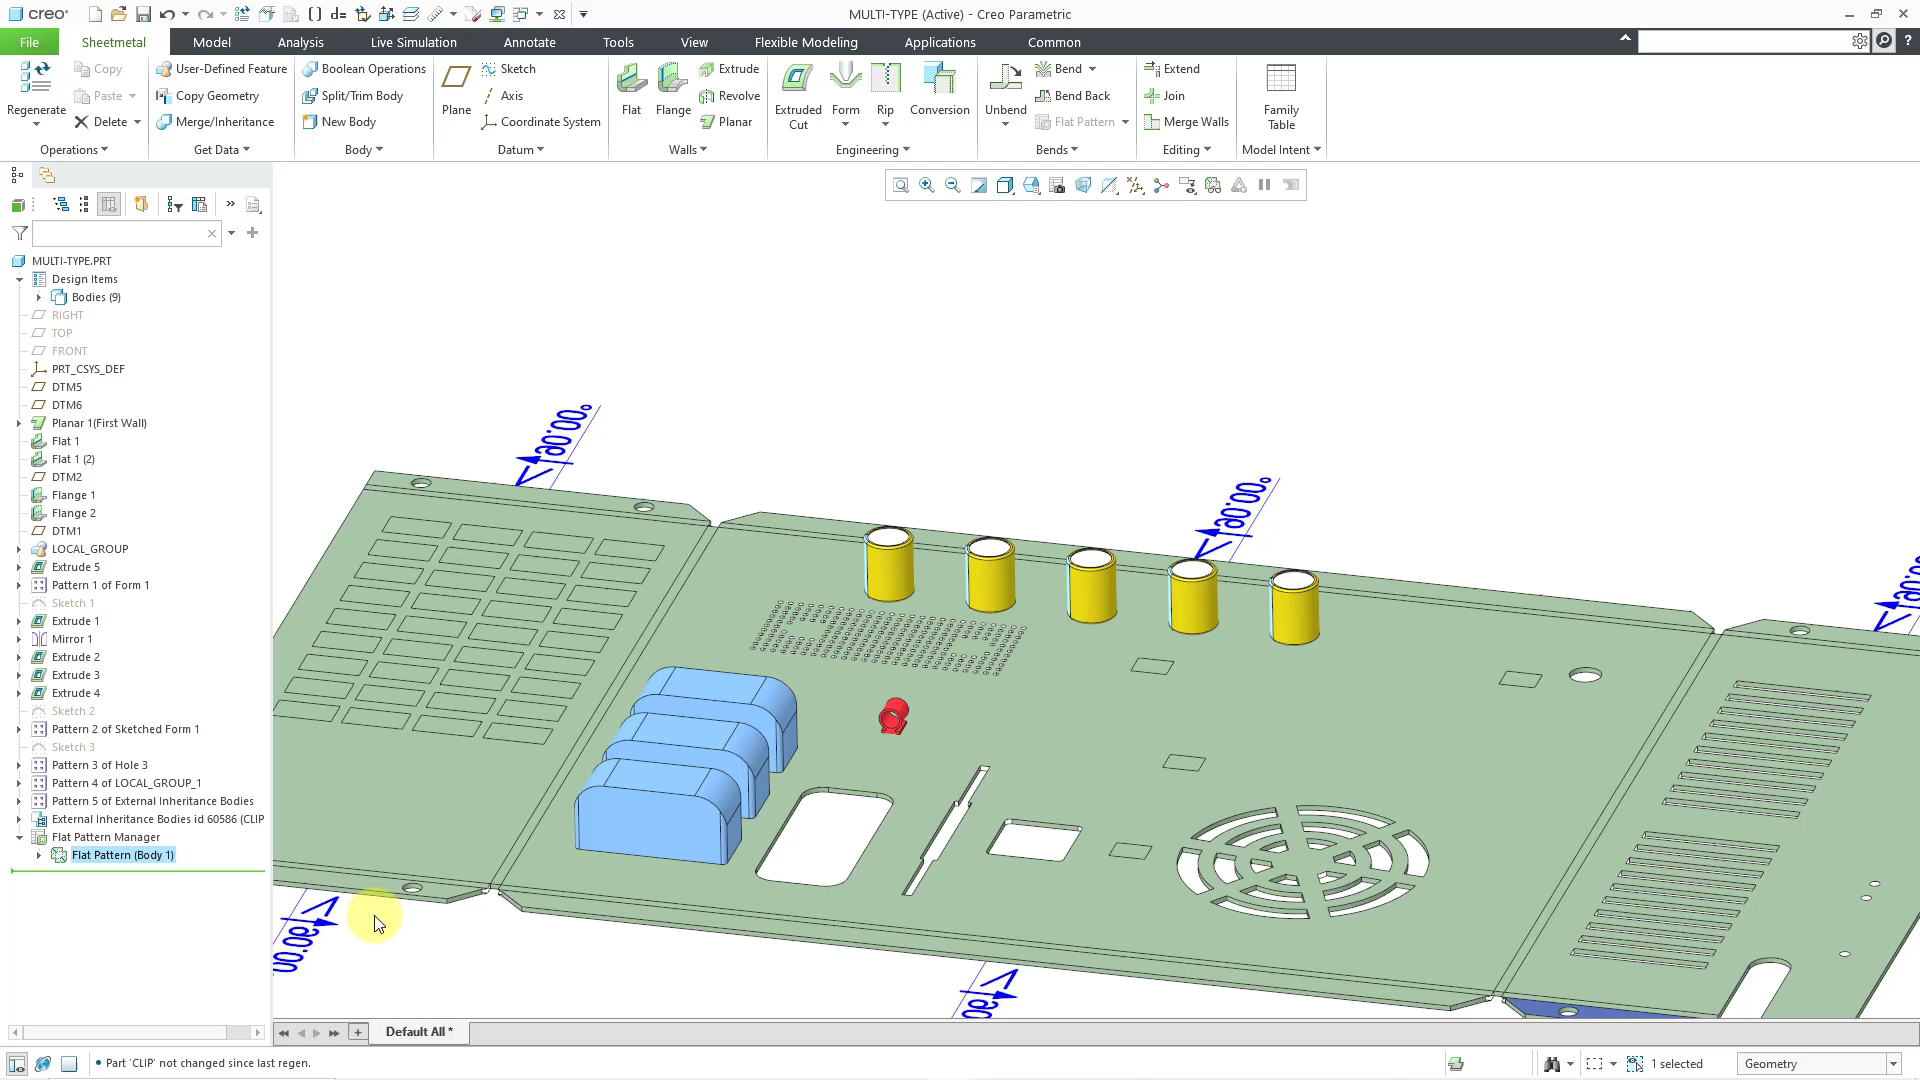 creo
MULTI-TYPE (Active) - Creo Parametric
File
Sheetmetal
Model
Analysis
Live Simulation
Annotate
Tools
View
Flexible Modeling
Applications
Common
Regenerate
Copy
Paste
Delete
Operations
User-Defined Feature
Copy Geometry
Merge/Inheritance
Get Data
Boolean Operations
Split/Trim Body
New Body
Body
Plane
Sketch
Axis
Coordinate System
Datum
Flat
Flange
Extrude
Revolve
Planar
Walls
Extruded Cut
Form
Rip
Conversion
Engineering
Unbend
Bend
Bend Back
Flat Pattern
Bends
Extend
Join
Merge Walls
Editing
Family Table
Model Intent
MULTI-TYPE.PRT
Design Items
Bodies (9)
RIGHT
TOP
FRONT
PRT_CSYS_DEF
DTM5
DTM6
Planar 1(First Wall)
Flat 1
Flat 1 (2)
DTM2
Flange 1
Flange 2
DTM1
LOCAL_GROUP
Extrude 5
Pattern 1 of Form 1
Sketch 1
Extrude 1
Mirror 1
Extrude 2
Extrude 3
Extrude 4
Sketch 2
Pattern 2 of Sketched Form 1
Sketch 3
Pattern 3 of Hole 3
Pattern 4 of LOCAL_GROUP_1
Pattern 5 of External Inheritance Bodies
External Inheritance Bodies id 60586 (CLIP
Flat Pattern Manager
Flat Pattern (Body 1)
90.00°
90.00°
Default All *
• Part 'CLIP' not changed since last regen.
1 selected
Geometry